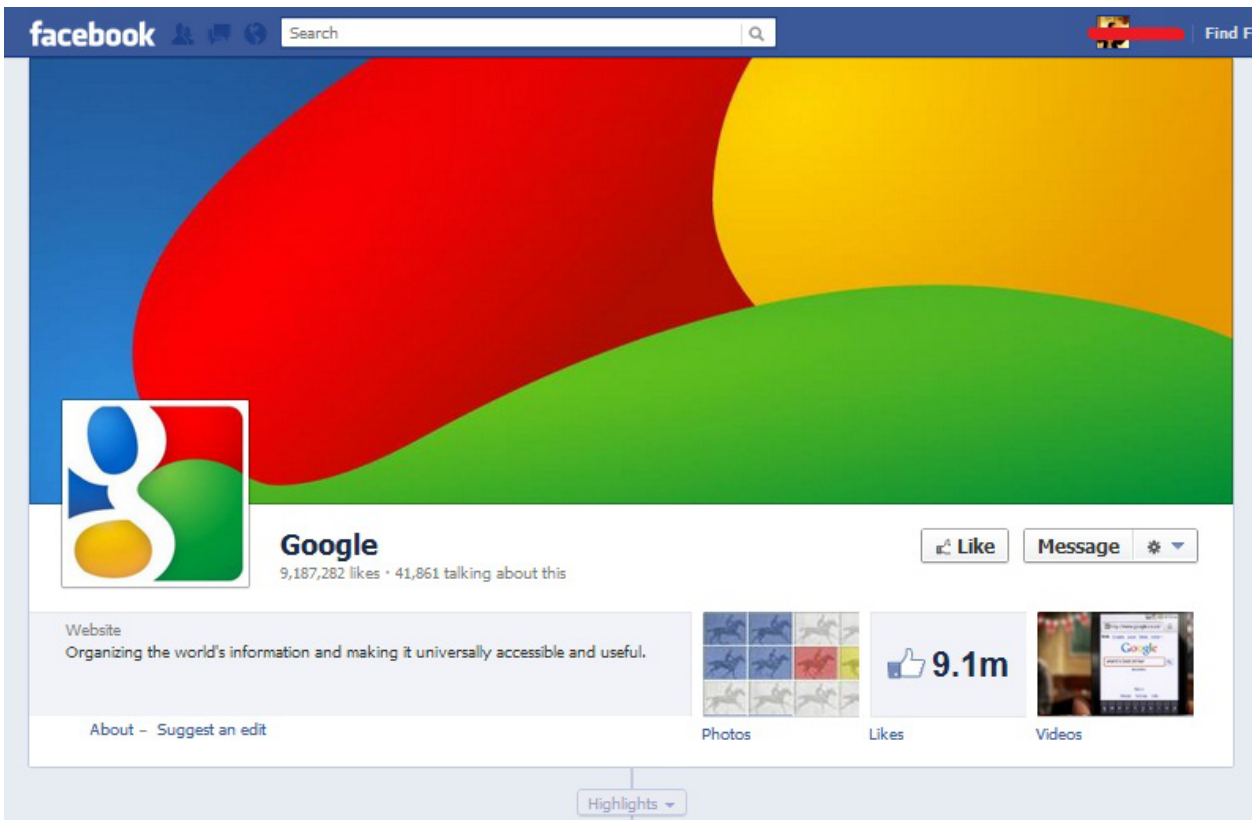 facebook
Search
Find F
Google
9,187,282 likes · 41,861 talking about this
Like
Message
Website
Organizing the world's information and making it universally accessible and useful.
About – Suggest an edit
9.1m
Google
Photos
Likes
Videos
Highlights